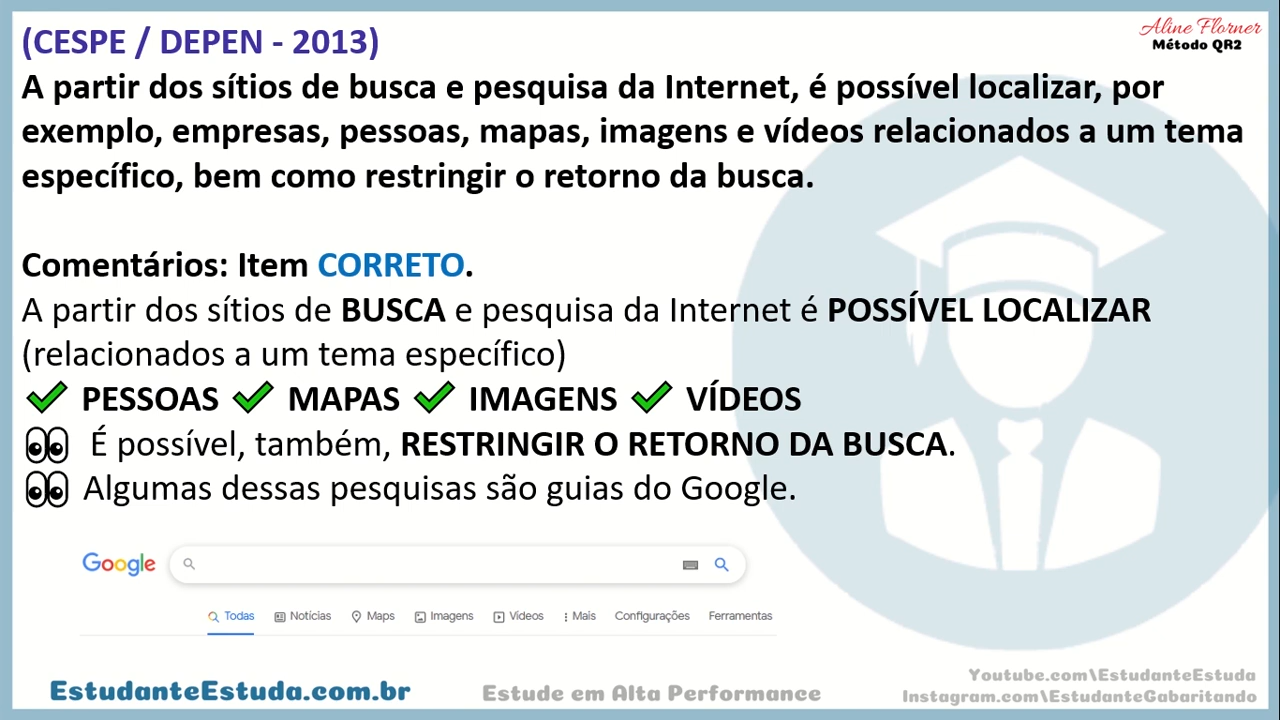 (CESPE / DEPEN - 2013)
Aline Florner
Método QR2
A partir dos sítios de busca e pesquisa da Internet, é possível localizar, por
exemplo, empresas, pessoas, mapas, imagens e vídeos relacionados a um tema
específico, bem como restringir o retorno da busca.
Comentários: Item CORRETO.
A partir dos sítios de BUSCA e pesquisa da Internet é POSSÍVEL LOCALIZAR
(relacionados a um tema específico)
PESSOAS MAPAS IMAGENS VÍDEOS
É possível, também, RESTRINGIR O RETORNO DA BUSCA.
Algumas dessas pesquisas são guias do Google.
Google
Todas Notícias Maps Imagens Vídeos Mais Configurações Ferramentas
EstudanteEstuda.com.br
Estude em Alta Performance
Youtube.com\EstudanteEstuda
Instagram.com\EstudanteGabaritando